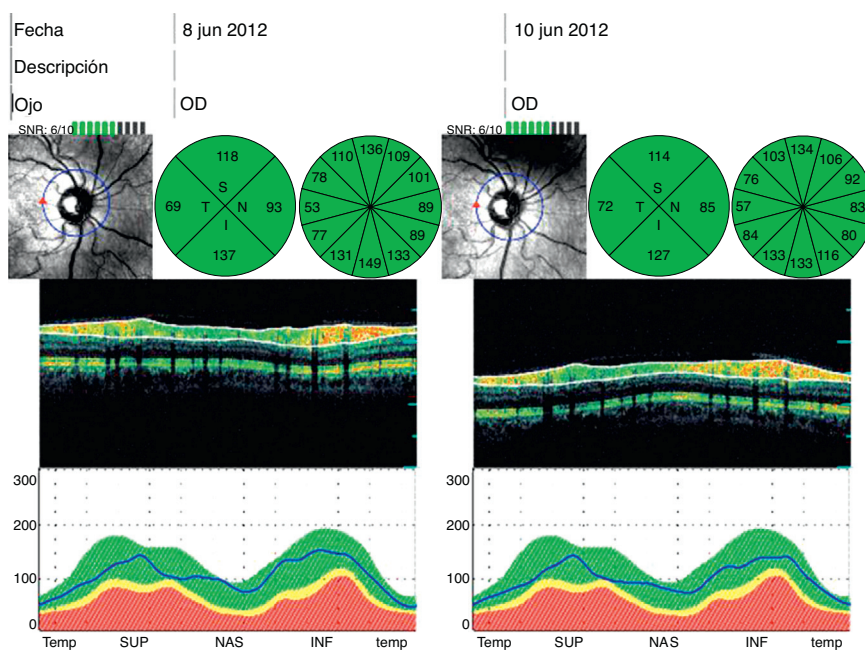 Fecha 8 jun 2012 10 jun 2012
Descripción
Ojo OD OD
SNR: 6/10 SNR: 6/10
118
S
69 T N 93
I
137
136
110 109
78 101
53 89
77 89
131 133
149
114
S
72 T N 85
I
127
134
103 106
76 92
57 83
84 80
133 116
133
300
200
100
0
Temp SUP NAS INF temp
300
200
100
0
Temp SUP NAS INF temp